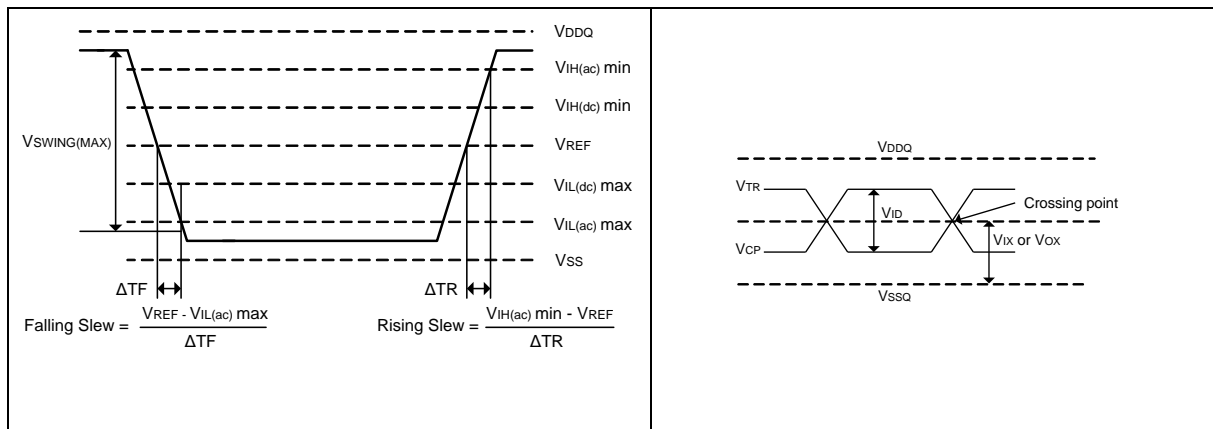 VDDQ
VIH(ac) min
VIH(dc) min
VSWING(MAX)
VREF
VIL(dc) max
VIL(ac) max
VSS
ΔTF
ΔTR
Falling Slew = VREF - VIL(ac) max
ΔTF
Rising Slew = VIH(ac) min - VREF
ΔTR
VDDQ
VTR
VID
Crossing point
VIX or VOX
VCP
VSSQ